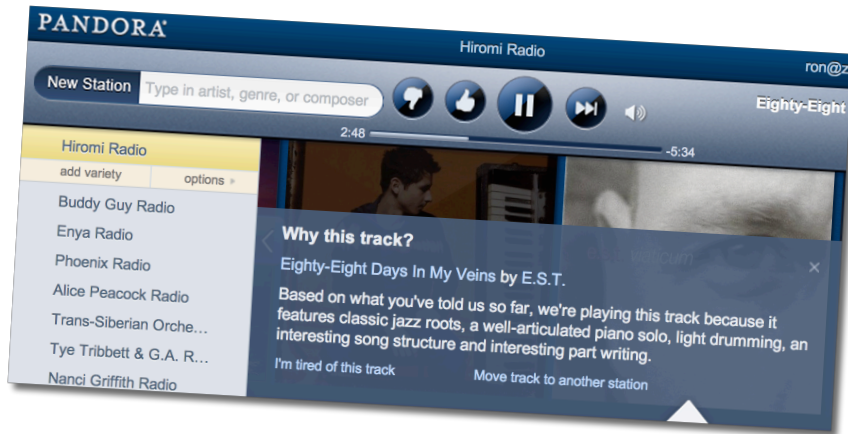 PANDORA
Hiromi Radio
ron@z
New Station
Type in artist, genre, or composer
Eighty-Eight
2:48
-5:34
Hiromi Radio
add variety
options
Buddy Guy Radio
Enya Radio
Phoenix Radio
Alice Peacock Radio
Trans-Siberian Orche...
Tye Tribbett & G.A. R...
Nanci Griffith Radio
Why this track?
Eighty-Eight Days In My Veins by E.S.T.
Based on what you've told us so far, we're playing this track because it
features classic jazz roots, a well-articulated piano solo, light drumming, an
interesting song structure and interesting part writing.
I'm tired of this track
Move track to another station